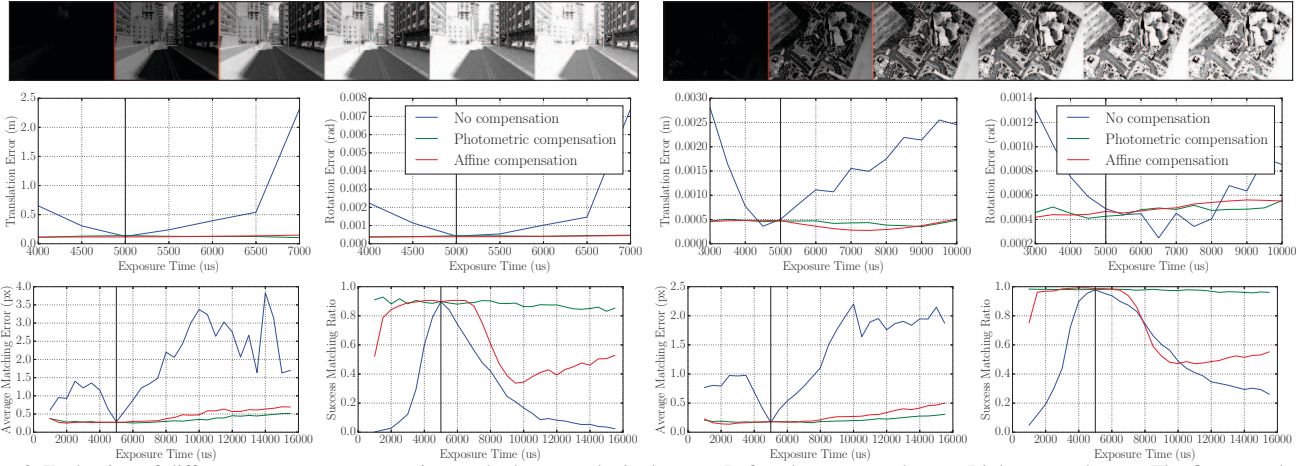 2.5
2.0
1.5
1.0
0.5
0.0
Translation Error (m)
4000 4500 5000 5500 6000 6500 7000
Exposure Time (us)
0.008
0.007
0.006
0.005
0.004
0.003
0.002
0.001
0.000
Rotation Error (rad)
No compensation
Photometric compensation
Affine compensation
4000 4500 5000 5500 6000 6500 7000
Exposure Time (us)
0.0030
0.0025
0.0020
0.0015
0.0010
0.0005
0.0000
Translation Error (m)
3000 4000 5000 6000 7000 8000 9000 10000
Exposure Time (us)
0.0014
0.0012
0.0010
0.0008
0.0006
0.0004
0.0002
Rotation Error (rad)
No compensation
Photometric compensation
Affine compensation
3000 4000 5000 6000 7000 8000 9000 10000
Exposure Time (us)
4.0
3.5
3.0
2.5
2.0
1.5
1.0
0.5
0.0
Average Matching Error (px)
0 2000 4000 6000 8000 10000 12000 14000 16000
Exposure Time (us)
1.0
0.8
0.6
0.4
0.2
0.0
Success Matching Ratio
0 2000 4000 6000 8000 10000 12000 14000 16000
Exposure Time (us)
2.5
2.0
1.5
1.0
0.5
0.0
Average Matching Error (px)
0 2000 4000 6000 8000 10000 12000 14000 16000
Exposure Time (us)
1.0
0.8
0.6
0.4
0.2
0.0
Success Matching Ratio
0 2000 4000 6000 8000 10000 12000 14000 16000
Exposure Time (us)